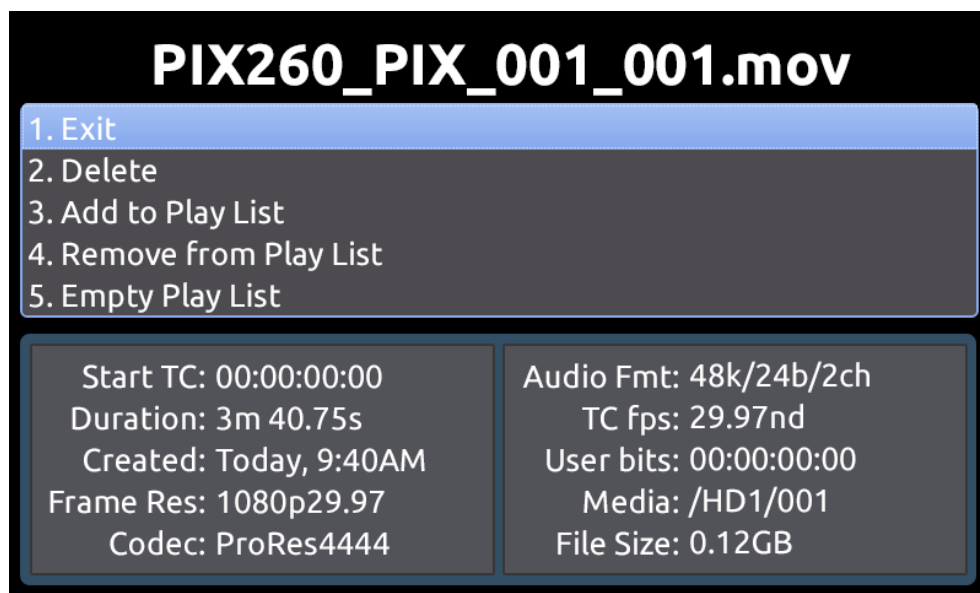 PIX260_PIX_001_001.mov
1. Exit
2. Delete
3. Add to Play List
4. Remove from Play List
5. Empty Play List
Start TC: 00:00:00:00
Duration: 3m 40.75s
Created: Today, 9:40AM
Frame Res: 1080p29.97
Codec: ProRes4444
Audio Fmt: 48k/24b/2ch
TC fps: 29.97nd
User bits: 00:00:00:00
Media: /HD1/001
File Size: 0.12GB